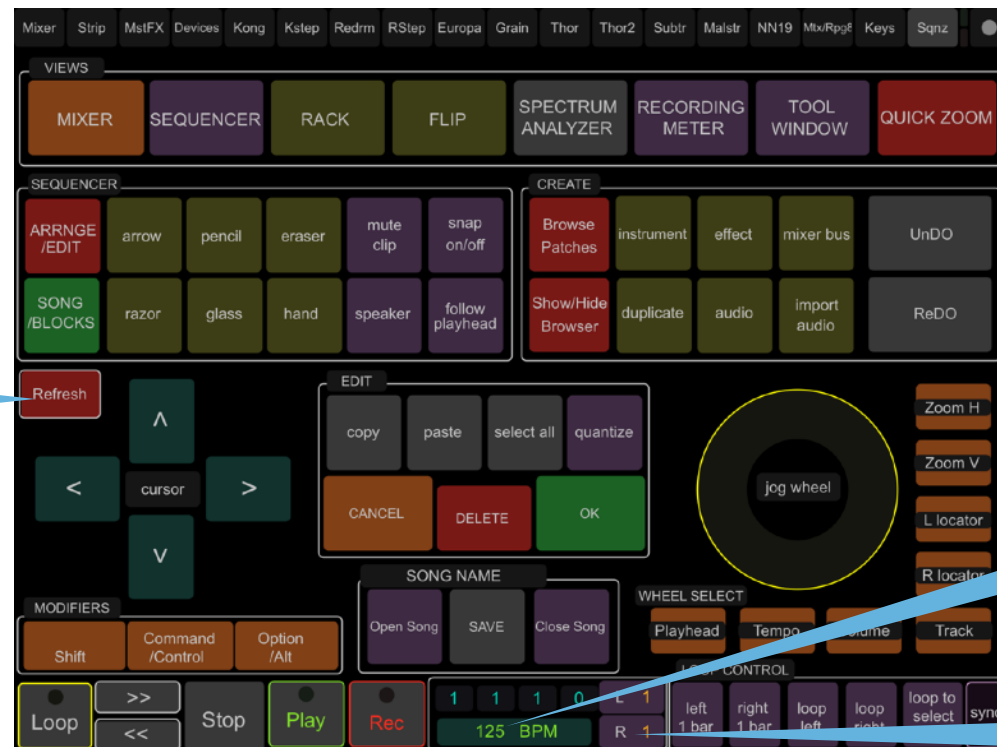 Mixer Strip MstFX Devices Kong Kstep Redrm RStep Europa Grain Thor Thor2 Subtr Malstr NN19 Mtx/Rpg8 Keys Sqnz
VIEWS
MIXER SEQUENCER RACK FLIP SPECTRUM ANALYZER RECORDING METER TOOL WINDOW QUICK ZOOM
SEQUENCER
ARRNGE /EDIT arrow pencil eraser mute clip snap on/off
SONG /BLOCKS razor glass hand speaker follow playhead
CREATE
Browse Patches instrument effect mixer bus UnDO
Show/Hide Browser duplicate audio import audio ReDO
Refresh
^
< cursor >
V
EDIT
copy paste select all quantize
CANCEL DELETE OK
jog wheel
Zoom H
Zoom V
L locator
R locator
SONG NAME
Open Song SAVE Close Song
WHEEL SELECT
Playhead Tempo Track
MODIFIERS
Shift Command /Control Option /Alt
LOOP CONTROL
Loop >> << Stop Play Rec
1 1 1 0 L 1
125 BPM R 1
left 1 bar right 1 bar loop left loop right loop to select sync